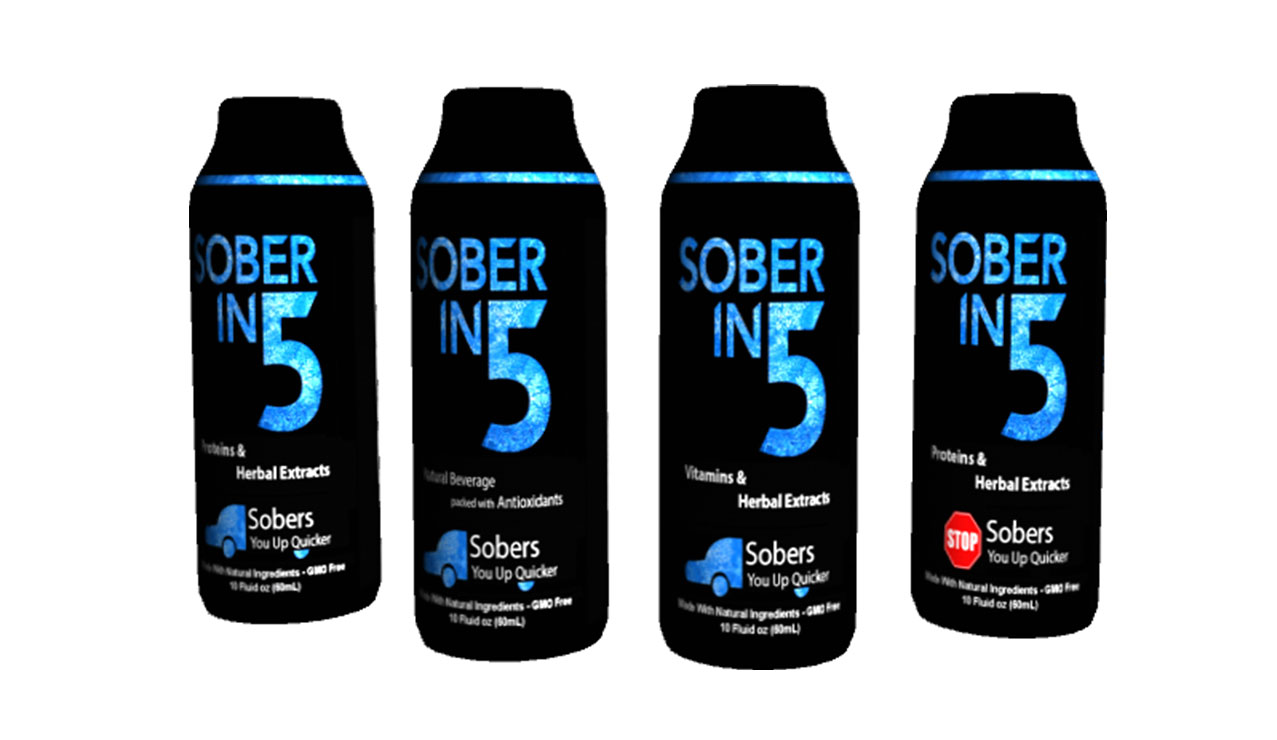 SOBER
IN 5
Proteins &
Herbal Extracts
Sobers
You Up Quicker
Made With Natural Ingredients - GMO Free
10 Fluid oz (60mL)
SOBER
IN 5
Natural Beverage
packed with Antioxidants
Sobers
You Up Quicker
Made With Natural Ingredients - GMO Free
10 Fluid oz (60mL)
SOBER
IN 5
Vitamins &
Herbal Extracts
Sobers
You Up Quicker
Made With Natural Ingredients - GMO Free
10 Fluid oz (60mL)
SOBER
IN 5
Proteins &
Herbal Extracts
STOP
Sobers
You Up Quicker
Made With Natural Ingredients - GMO Free
10 Fluid oz (60mL)